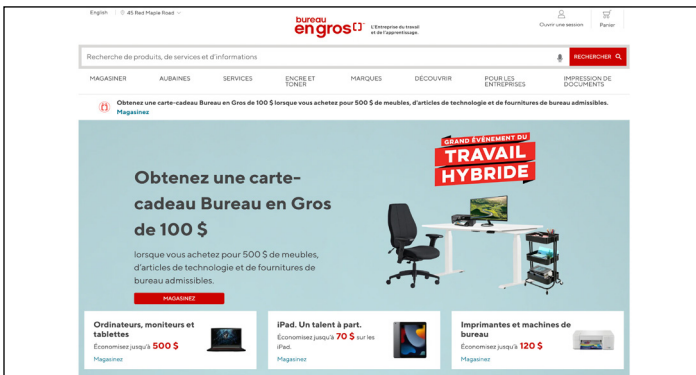 English
45 Red Maple Road
bureau
en gros
L'Entreprise du travail
et de l'apprentissage.
Ouvrir une session
Panier
Recherche de produits, de services et d'informations
RECHERCHER
MAGASINER
AUBAINES
SERVICES
ENCRE ET
TONER
MARQUES
DÉCOUVRIR
POUR LES
ENTREPRISES
IMPRESSION DE
DOCUMENTS
Obtenez une carte-cadeau Bureau en Gros de 100 $ lorsque vous achetez pour 500 $ de meubles, d'articles de technologie et de fournitures de bureau admissibles.
Magasinez
GRAND ÉVÉNEMENT DU
TRAVAIL
HYBRIDE
Obtenez une carte-
cadeau Bureau en Gros
de 100 $
lorsque vous achetez pour 500 $ de meubles,
d'articles de technologie et de fournitures de
bureau admissibles.
MAGASINEZ
Ordinateurs, moniteurs et
tablettes
Économisez jusqu'à 500 $
Magasinez
iPad. Un talent à part.
Économisez jusqu'à 70 $ sur les
iPad.
Magasinez
Imprimantes et machines de
bureau
Économisez jusqu'à 120 $
Magasinez